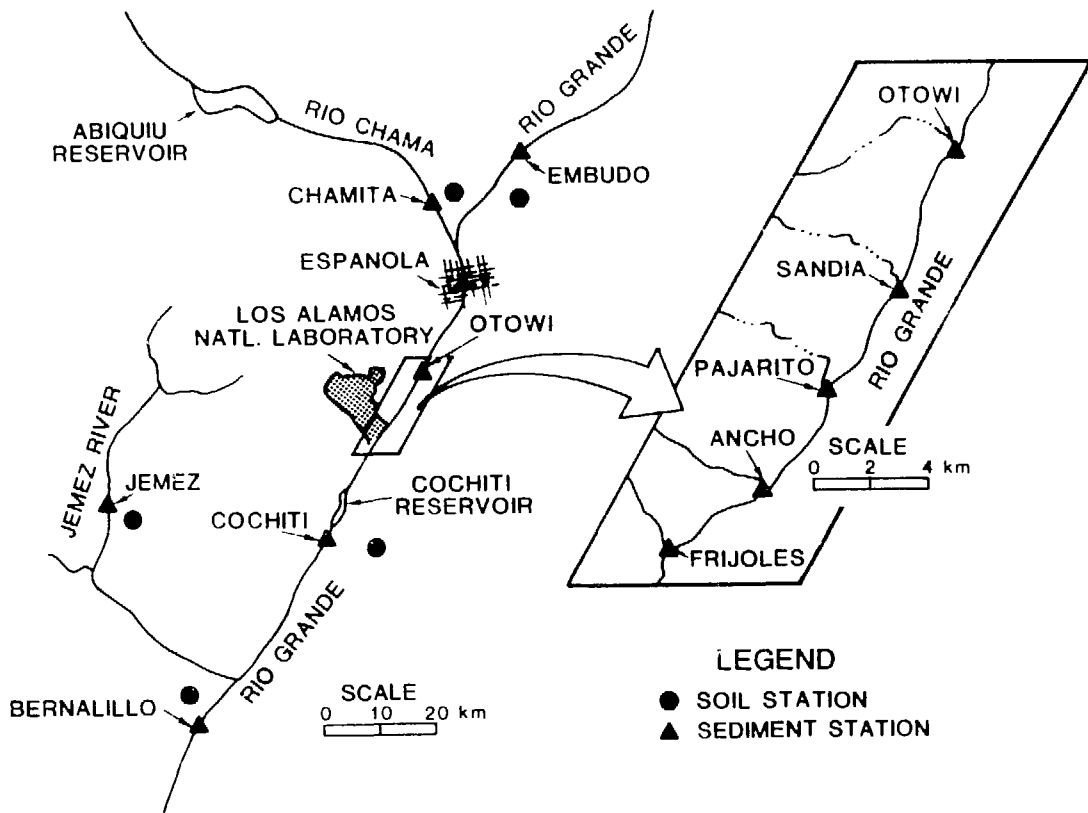 RIO GRANDE
OTOWI
ABIQUIU
RESERVOIR
RIO CHAMA
EMBUDO
CHAMITA
ESPANOLA
SANDIA
LOS ALAMOS
NATL. LABORATORY
OTOWI
RIO GRANDE
PAJARITO
ANCHO
SCALE
0 2 4 km
JEMEZ RIVER
JEMEZ
COCHITI
RESERVOIR
COCHITI
FRIJOLES
RIO GRANDE
LEGEND
SOIL STATION
SEDIMENT STATION
BERNALILLO
SCALE
0 10 20 km